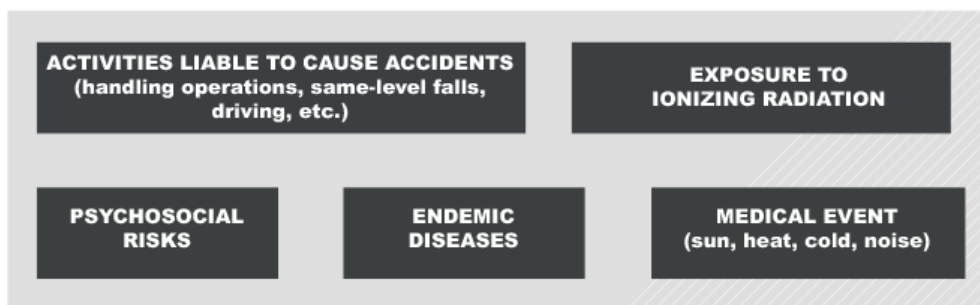 ACTIVITIES LIABLE TO CAUSE ACCIDENTS
(handling operations, same-level falls,
driving, etc.)
EXPOSURE TO
IONIZING RADIATION
PSYCHOSOCIAL
RISKS
ENDEMIC
DISEASES
MEDICAL EVENT
(sun, heat, cold, noise)